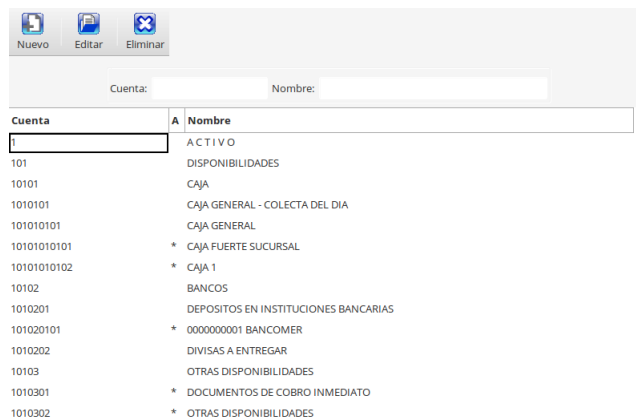 Nuevo Editar Eliminar
Cuenta: Nombre:
Cuenta A Nombre
1 A C T I V O
101 DISPONIBILIDADES
10101 CAJA
1010101 CAJA GENERAL - COLECTA DEL DIA
101010101 CAJA GENERAL
10101010101 * CAJA FUERTE SUCURSAL
10101010102 * CAJA 1
10102 BANCOS
1010201 DEPOSITOS EN INSTITUCIONES BANCARIAS
101020101 * 0000000001 BANCOMER
1010202 DIVISAS A ENTREGAR
10103 OTRAS DISPONIBILIDADES
1010301 * DOCUMENTOS DE COBRO INMEDIATO
1010302 * OTRAS DISPONIBILIDADES